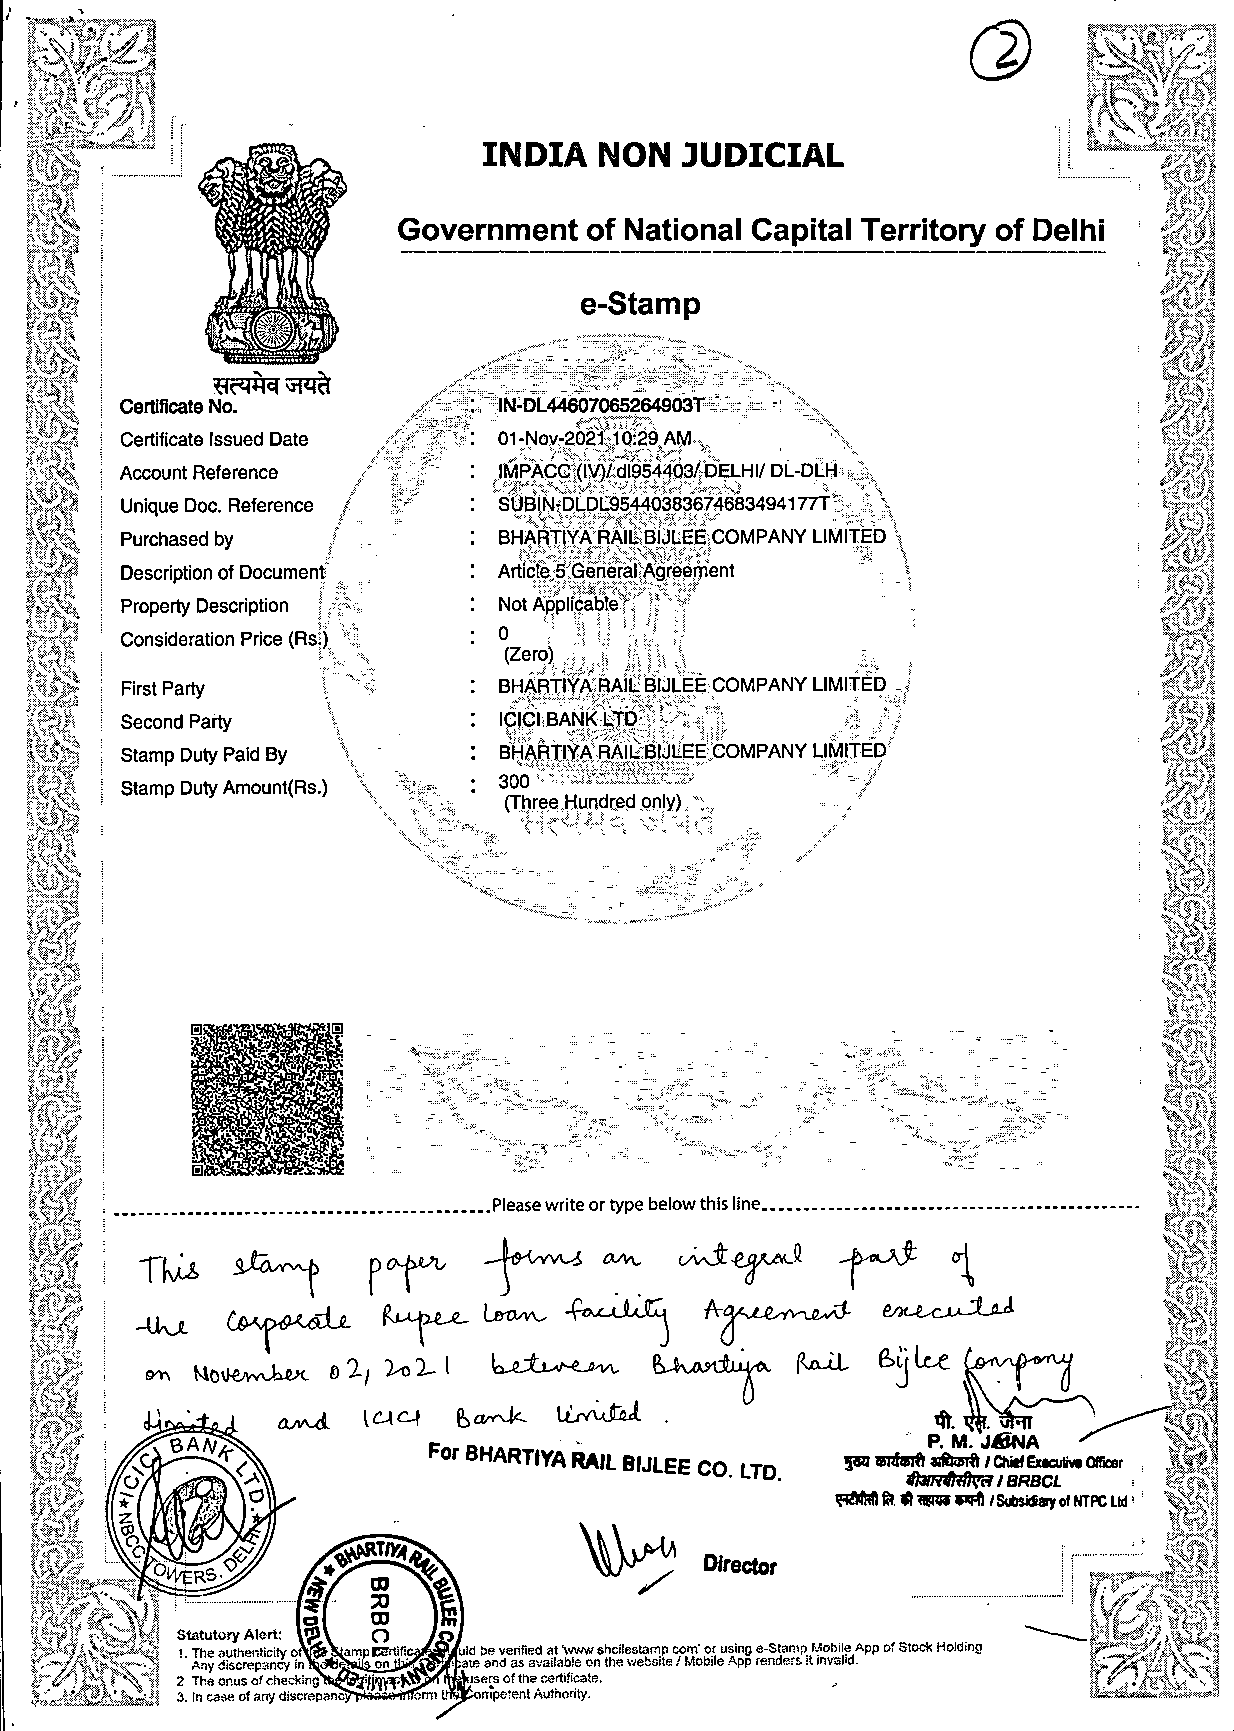 2
INDIA NON JUDICIAL
Government of National Capital Territory of Delhi
e-Stamp
सत्यमेव जयते
Certificate No. : IN-DL44607065264903T
Certificate Issued Date : 01-Nov-2021 10:29 AM
Account Reference : IMPACC (IV)/ dl954403/ DELHI/ DL-DLH
Unique Doc. Reference : SUBIN-DLDL95440383674683494177T
Purchased by : BHARTIYA RAIL BIJLEE COMPANY LIMITED
Description of Document : Article 5 General Agreement
Property Description : Not Applicable
Consideration Price (Rs.) : 0
(Zero)
First Party : BHARTIYA RAIL BIJLEE COMPANY LIMITED
Second Party : ICICI BANK LTD
Stamp Duty Paid By : BHARTIYA RAIL BIJLEE COMPANY LIMITED
Stamp Duty Amount(Rs.) : 300
(Three Hundred only)
सत्यमेव जयते
Please write or type below this line
This stamp paper forms an integral part of
the Corporate Rupee Loan facility Agreement executed
on November 02, 2021 between Bhartiya Rail Bijlee Company
Limited and ICICI Bank Limited.
पी. एम. जेना
P. M. JENA
मुख्य कार्यकारी अधिकारी / Chief Executive Officer
बीआरबीसीएल / BRBCL
एनटीपीसी लि. की सहायक कम्पनी / Subsidiary of NTPC Ltd
For BHARTIYA RAIL BIJLEE CO. LTD.
Director
ICICI BANK LTD.
NBCC TOWERS, DELHI
BHARTIYA RAIL BIJLEE COMPANY LIMITED
NEW DELHI
BRBC
Statutory Alert:
1. The authenticity of Stamp certificate should be verified at 'www.shcilestamp.com' or using e-Stamp Mobile App of Stock Holding
Any discrepancy in the details on this Certificate and as available on the website / Mobile App renders it invalid.
2 The onus of checking the legitimacy is on the users of the certificate.
3. In case of any discrepancy please inform the Competent Authority.